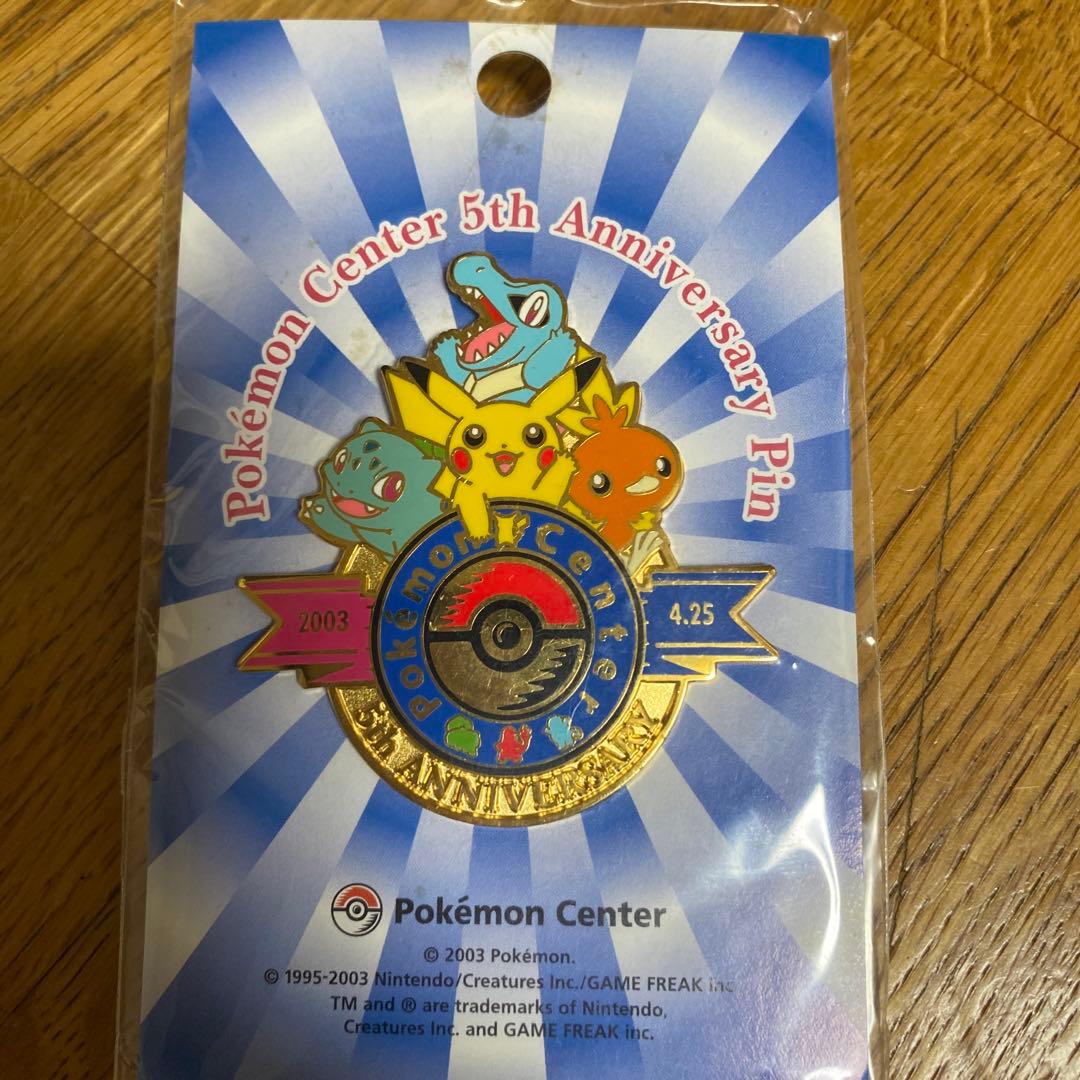 Pokémon Center 5th Anniversary Pin
Pokémon Center
2003
4.25
5th ANNIVERSARY
Pokémon Center
© 2003 Pokémon.
© 1995-2003 Nintendo/Creatures Inc./GAME FREAK inc
TM and ® are trademarks of Nintendo,
Creatures Inc. and GAME FREAK inc.